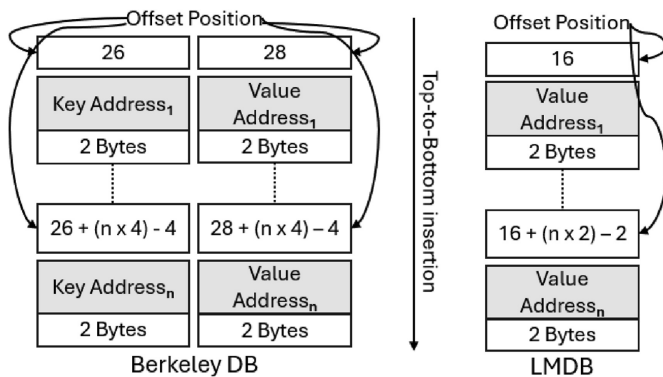 Offset Position
26
28
Key Address1
Value
Address1
2 Bytes
2 Bytes
26 + (n x 4) - 4
28 + (n x 4) – 4
Key Addressn
Value
Addressn
2 Bytes
2 Bytes
Berkeley DB
Top-to-Bottom insertion
Offset Position
16
Value
Address1
2 Bytes
16 + (n x 2) – 2
Value
Addressn
2 Bytes
LMDB